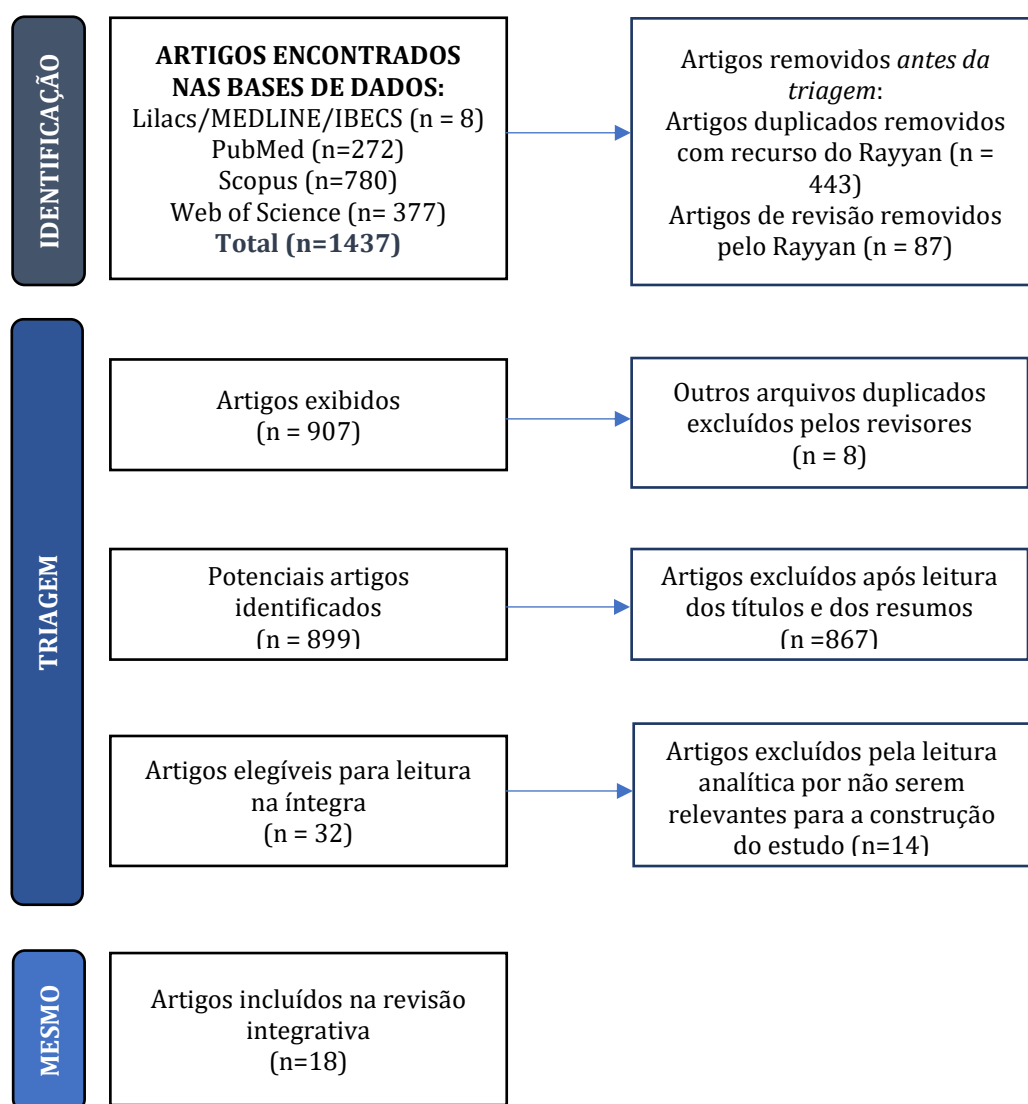 IDENTIFICAÇÃO
ARTIGOS ENCONTRADOS
NAS BASES DE DADOS:
Lilacs/MEDLINE/IBECS (n = 8)
PubMed (n=272)
Scopus (n=780)
Web of Science (n= 377)
Total (n=1437)
Artigos removidos antes da
triagem:
Artigos duplicados removidos
com recurso do Rayyan (n =
443)
Artigos de revisão removidos
pelo Rayyan (n = 87)
TRIAGEM
Artigos exibidos
(n = 907)
Outros arquivos duplicados
excluídos pelos revisores
(n = 8)
Potenciais artigos
identificados
(n = 899)
Artigos excluídos após leitura
dos títulos e dos resumos
(n =867)
Artigos elegíveis para leitura
na íntegra
(n = 32)
Artigos excluídos pela leitura
analítica por não serem
relevantes para a construção
do estudo (n=14)
MESMO
Artigos incluídos na revisão
integrativa
(n=18)